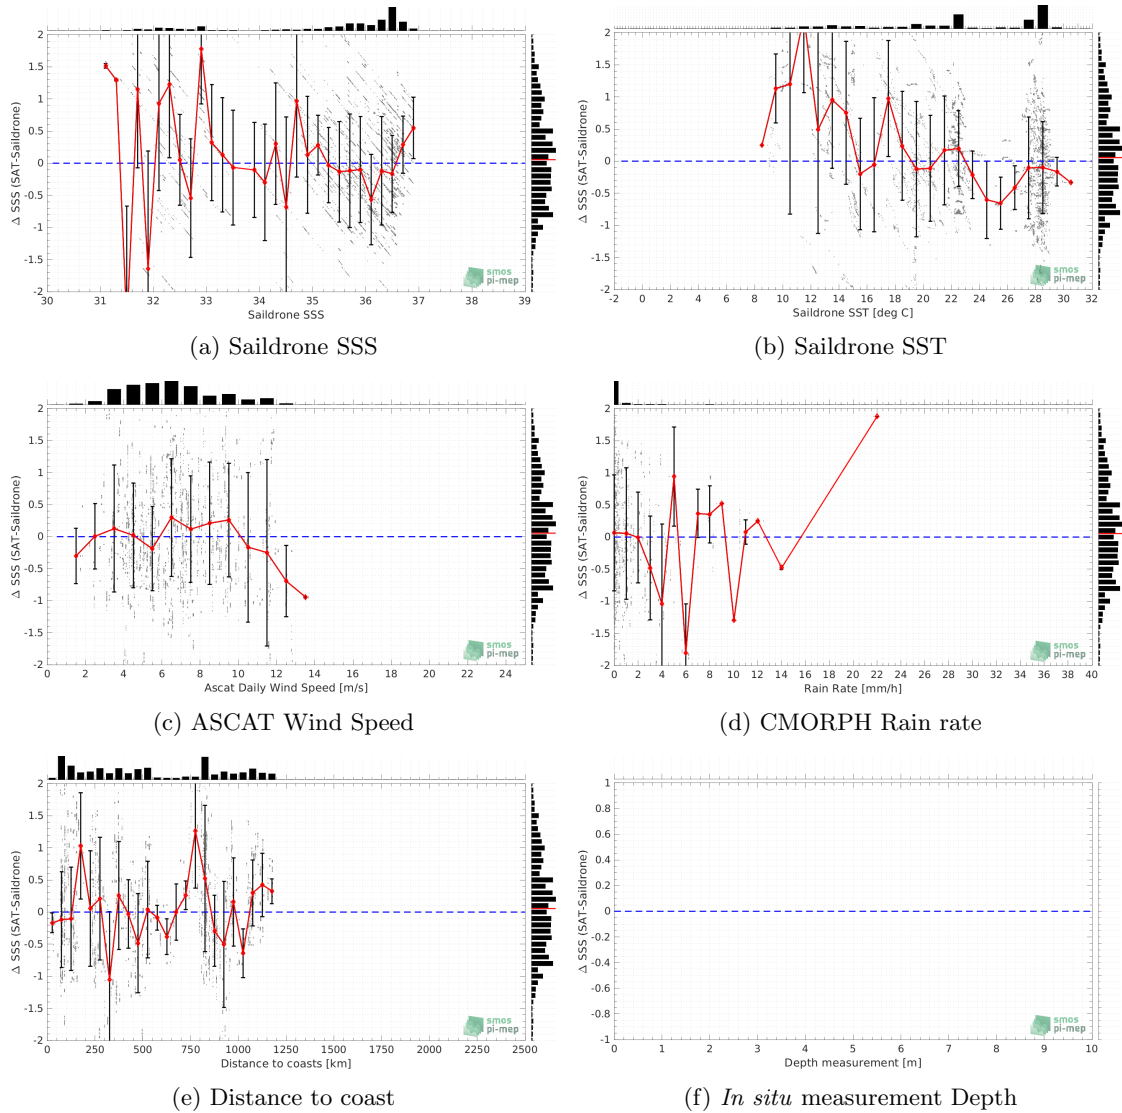 2
1.5
1
0.5
0
-0.5
-1
-1.5
-2
Δ SSS (SAT-Saildrone)
30 31 32 33 34 35 36 37 38 39
Saildrone SSS
smos
pi-mep
(a) Saildrone SSS
2
1.5
1
0.5
0
-0.5
-1
-1.5
-2
Δ SSS (SAT-Saildrone)
-2 0 2 4 6 8 10 12 14 16 18 20 22 24 26 28 30 32
Saildrone SST [deg C]
smos
pi-mep
(b) Saildrone SST
2
1.5
1
0.5
0
-0.5
-1
-1.5
-2
Δ SSS (SAT-Saildrone)
0 2 4 6 8 10 12 14 16 18 20 22 24
Ascat Daily Wind Speed [m/s]
smos
pi-mep
(c) ASCAT Wind Speed
2
1.5
1
0.5
0
-0.5
-1
-1.5
-2
Δ SSS (SAT-Saildrone)
0 2 4 6 8 10 12 14 16 18 20 22 24 26 28 30 32 34 36 38 40
Rain Rate [mm/h]
smos
pi-mep
(d) CMORPH Rain rate
2
1.5
1
0.5
0
-0.5
-1
-1.5
-2
Δ SSS (SAT-Saildrone)
0 250 500 750 1000 1250 1500 1750 2000 2250 2500
Distance to coasts [km]
smos
pi-mep
(e) Distance to coast
1
0.8
0.6
0.4
0.2
0
-0.2
-0.4
-0.6
-0.8
-1
Δ SSS (SAT-Saildrone)
0 1 2 3 4 5 6 7 8 9 10
Depth measurement [m]
smos
pi-mep
(f) In situ measurement Depth